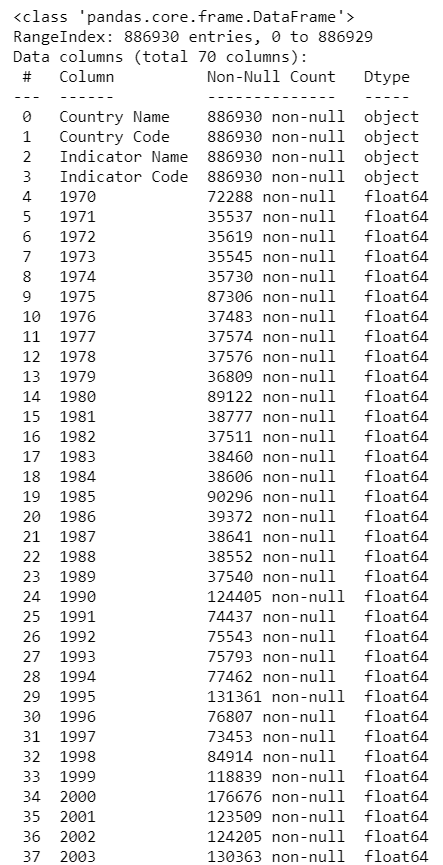 <class 'pandas.core.frame.DataFrame'>
RangeIndex: 886930 entries, 0 to 886929
Data columns (total 70 columns):
 #   Column          Non-Null Count   Dtype
---  ------          --------------   -----
 0   Country Name    886930 non-null  object
 1   Country Code    886930 non-null  object
 2   Indicator Name  886930 non-null  object
 3   Indicator Code  886930 non-null  object
 4   1970            72288 non-null   float64
 5   1971            35537 non-null   float64
 6   1972            35619 non-null   float64
 7   1973            35545 non-null   float64
 8   1974            35730 non-null   float64
 9   1975            87306 non-null   float64
 10  1976            37483 non-null   float64
 11  1977            37574 non-null   float64
 12  1978            37576 non-null   float64
 13  1979            36809 non-null   float64
 14  1980            89122 non-null   float64
 15  1981            38777 non-null   float64
 16  1982            37511 non-null   float64
 17  1983            38460 non-null   float64
 18  1984            38606 non-null   float64
 19  1985            90296 non-null   float64
 20  1986            39372 non-null   float64
 21  1987            38641 non-null   float64
 22  1988            38552 non-null   float64
 23  1989            37540 non-null   float64
 24  1990            124405 non-null  float64
 25  1991            74437 non-null   float64
 26  1992            75543 non-null   float64
 27  1993            75793 non-null   float64
 28  1994            77462 non-null   float64
 29  1995            131361 non-null  float64
 30  1996            76807 non-null   float64
 31  1997            73453 non-null   float64
 32  1998            84914 non-null   float64
 33  1999            118839 non-null  float64
 34  2000            176676 non-null  float64
 35  2001            123509 non-null  float64
 36  2002            124205 non-null  float64
 37  2003            130363 non-null  float64